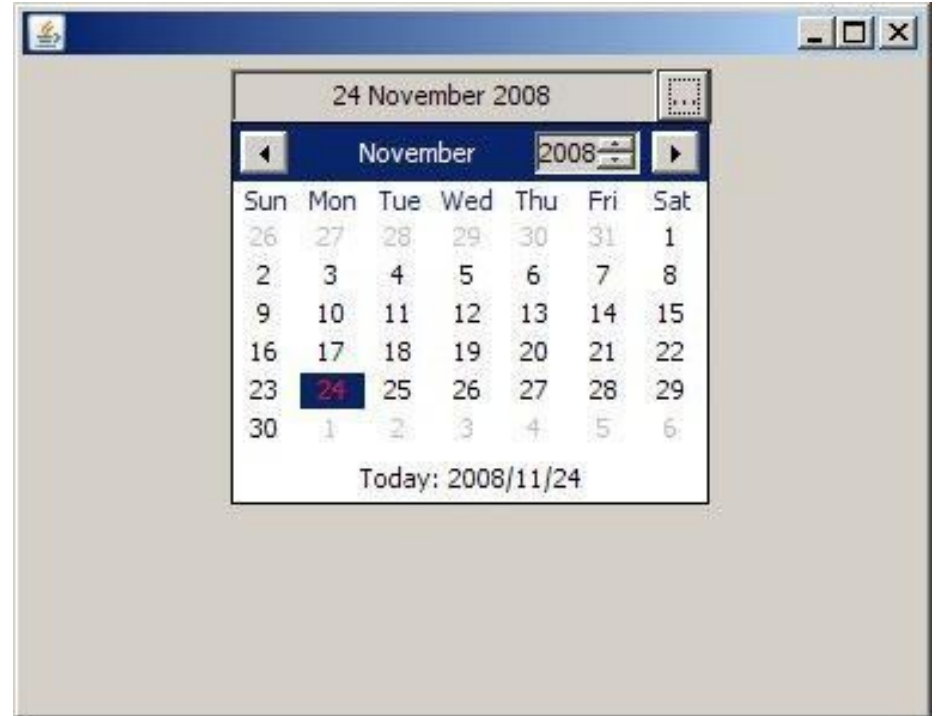 24 November 2008 ...
November 2008
Sun Mon Tue Wed Thu Fri Sat
26 27 28 29 30 31 1
2 3 4 5 6 7 8
9 10 11 12 13 14 15
16 17 18 19 20 21 22
23 24 25 26 27 28 29
30 1 2 3 4 5 6
Today: 2008/11/24